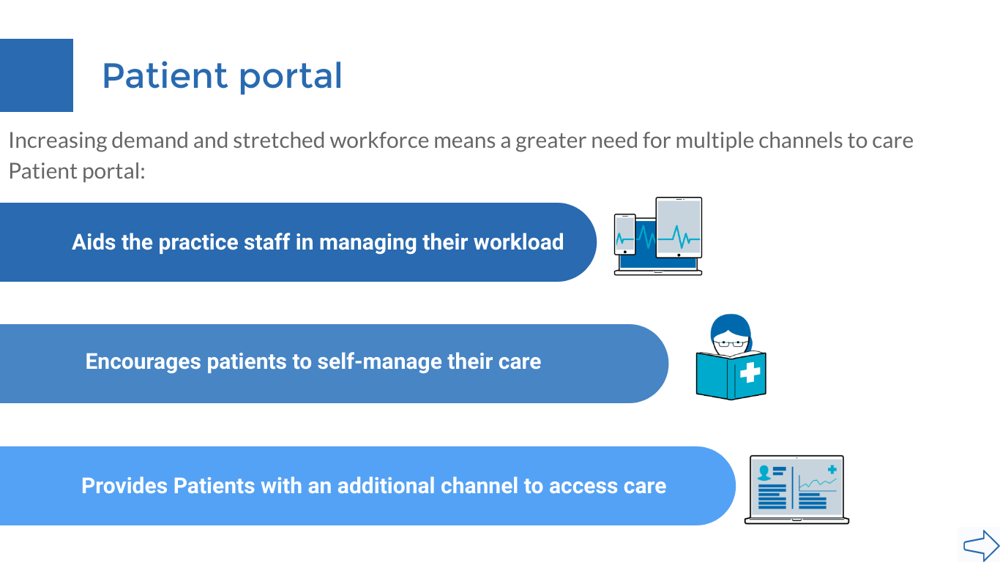 Patient portal
Increasing demand and stretched workforce means a greater need for multiple channels to care
Patient portal:
Aids the practice staff in managing their workload
Encourages patients to self-manage their care
Provides Patients with an additional channel to access care